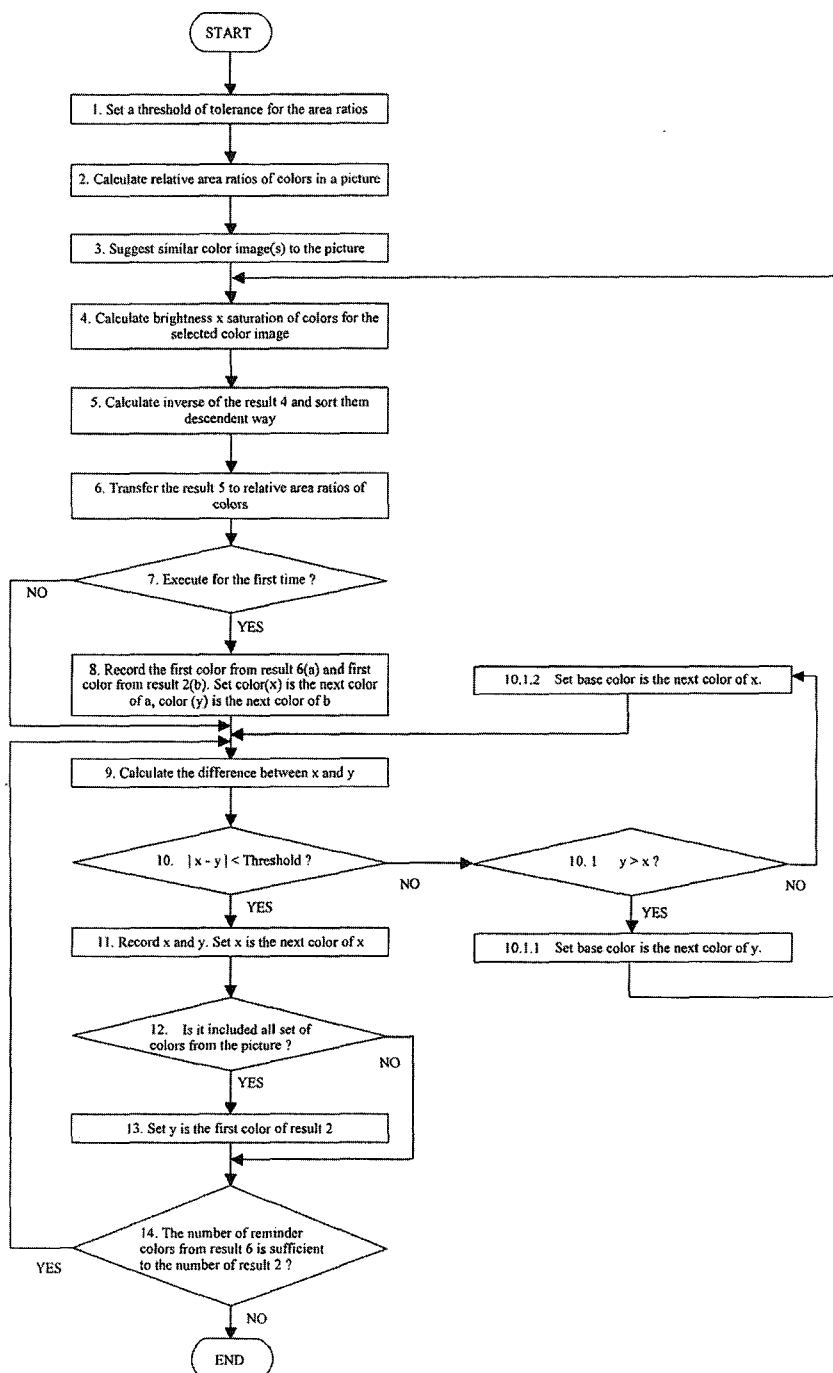 START
1. Set a threshold of tolerance for the area ratios
2. Calculate relative area ratios of colors in a picture
3. Suggest similar color image(s) to the picture
4. Calculate brightness x saturation of colors for the
selected color image
5. Calculate inverse of the result 4 and sort them
descendent way
6. Transfer the result 5 to relative area ratios of
colors
7. Execute for the first time ?
NO
YES
8. Record the first color from result 6(a) and first
color from result 2(b). Set color(x) is the next color
of a, color (y) is the next color of b
10.1.2 Set base color is the next color of x.
9. Calculate the difference between x and y
10. | x - y | < Threshold ?
NO
YES
10. 1 y > x ?
NO
YES
11. Record x and y. Set x is the next color of x
10.1.1 Set base color is the next color of y.
12. Is it included all set of
colors from the picture ?
NO
YES
13. Set y is the first color of result 2
14. The number of reminder
colors from result 6 is sufficient
to the number of result 2 ?
YES
NO
END